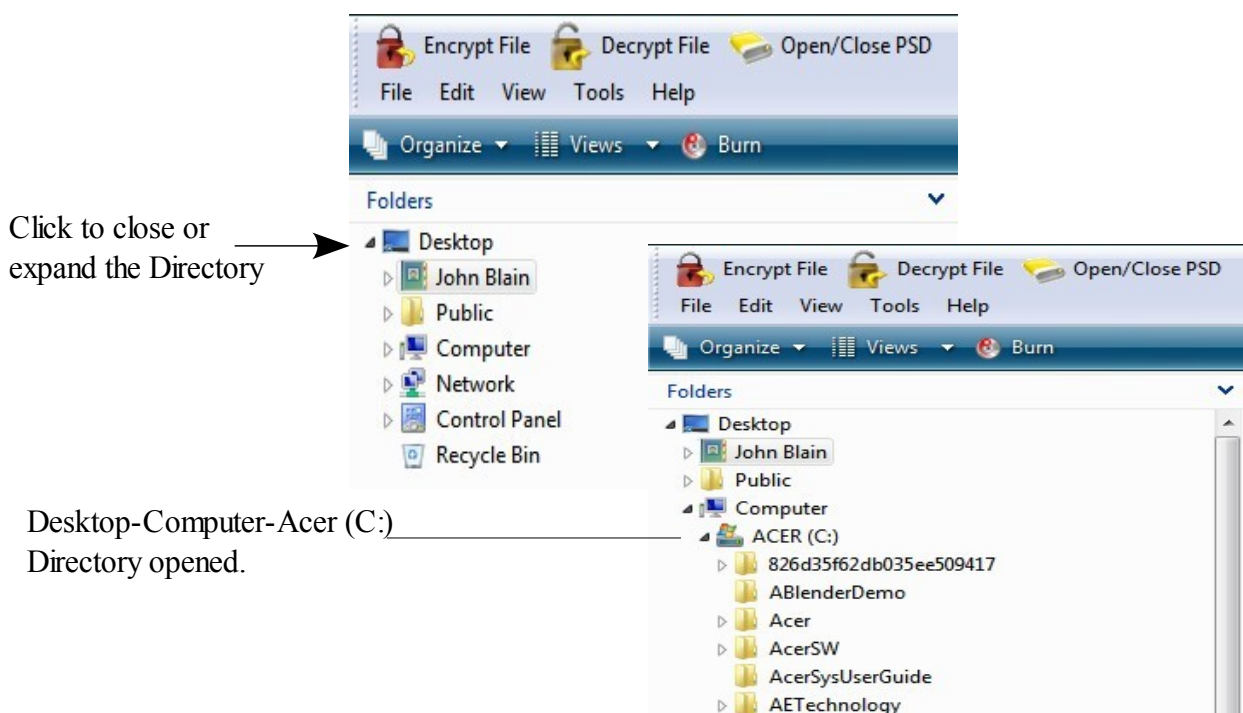 Encrypt File Decrypt File Open/Close PSD
File Edit View Tools Help
Organize Views Burn
Folders
Click to close or
expand the Directory
Desktop
John Blain
Public
Computer
Network
Control Panel
Recycle Bin
Encrypt File Decrypt File Open/Close PSD
File Edit View Tools Help
Organize Views Burn
Folders
Desktop
John Blain
Public
Computer
Desktop-Computer-Acer (C:)
Directory opened.
ACER (C:)
826d35f62db035ee509417
ABlenderDemo
Acer
AcerSW
AcerSysUserGuide
AETechnology